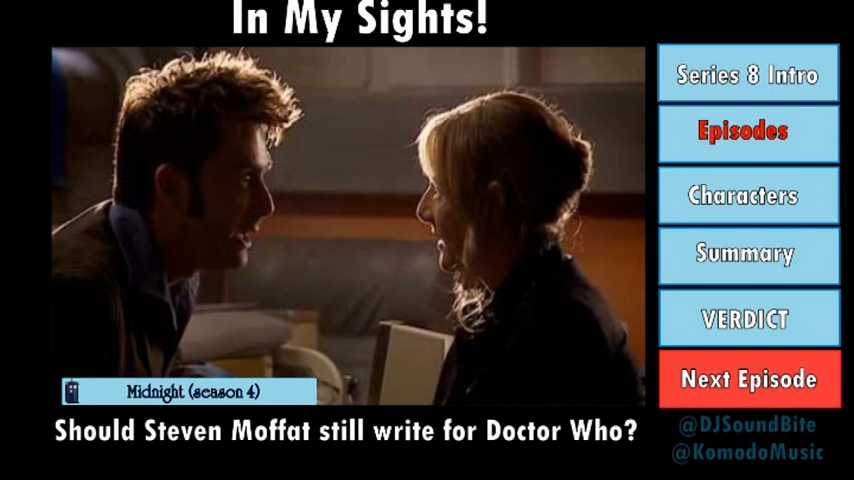 In My Sights!
Series 8 Intro
Episodes
Characters
Summary
VERDICT
Next Episode
Midnight (season 4)
Should Steven Moffat still write for Doctor Who?
@DJSoundBite
@KomodoMusic